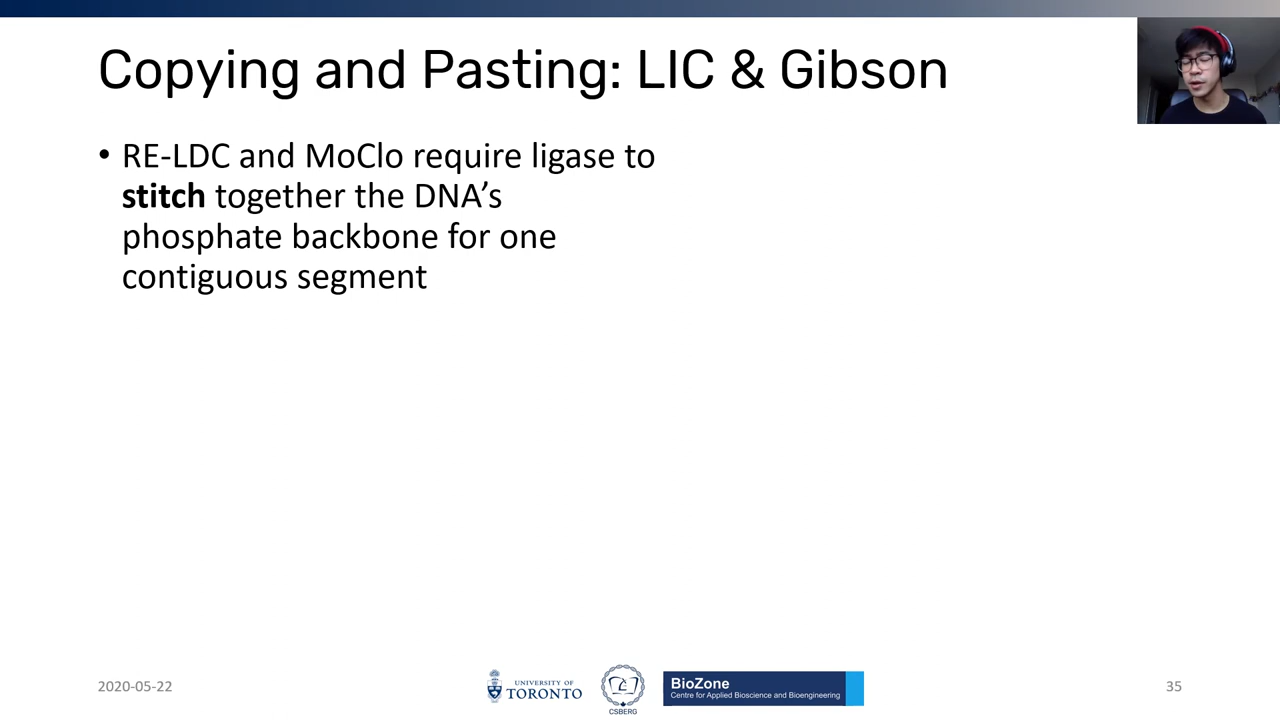 Copying and Pasting: LIC & Gibson
• RE-LDC and MoClo require ligase to
stitch together the DNA’s
phosphate backbone for one
contiguous segment
2020-05-22
UNIVERSITY OF
TORONTO
CSBERG
BioZone
Centre for Applied Bioscience and Bioengineering
35